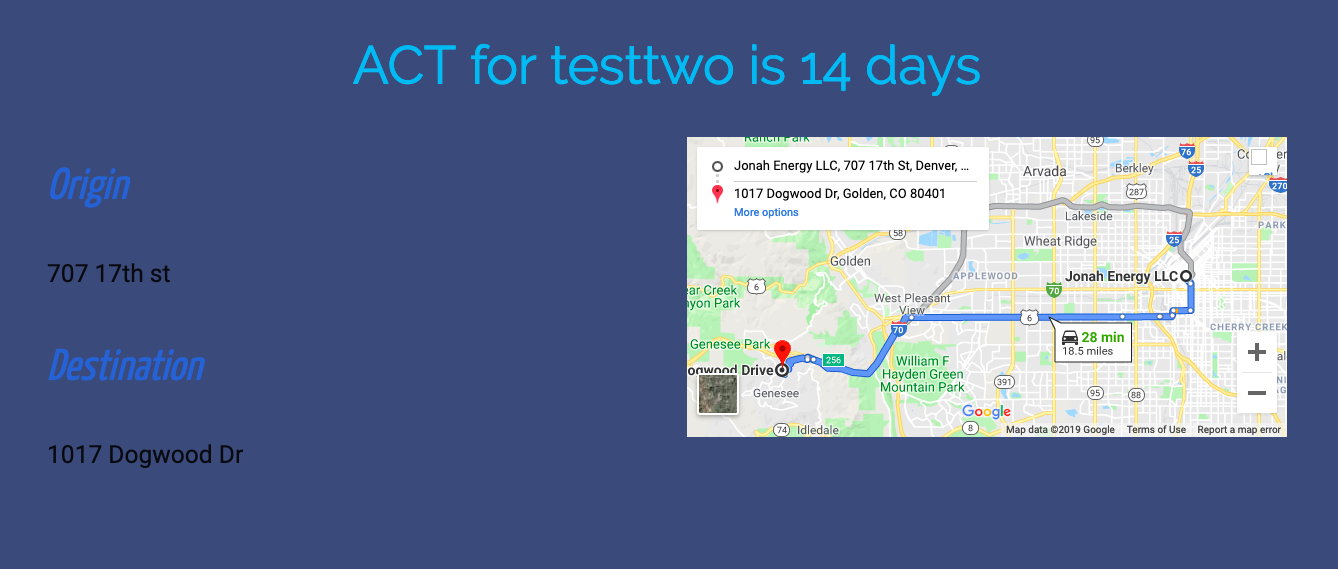 ACT for testtwo is 14 days
Origin
707 17th st
Destination
1017 Dogwood Dr
Jonah Energy LLC, 707 17th St, Denver, ...
1017 Dogwood Dr, Golden, CO 80401
More options
95
76
Arvada
Berkley
25
287
270
Lakeside
PARK
58
Wheat Ridge
25
Golden
APPLEWOOD
Jonah Energy LLC
ear Creek
nyon Park
6
70
West Pleasant
View
70
6
CHERRY CREEK
28 min
18.5 miles
Genesee Park
256
William F
Hayden Green
Mountain Park
ogwood Drive
Genesee
391
95
88
Google
74
Idledale
8
Map data ©2019 Google
Terms of Use
Report a map error